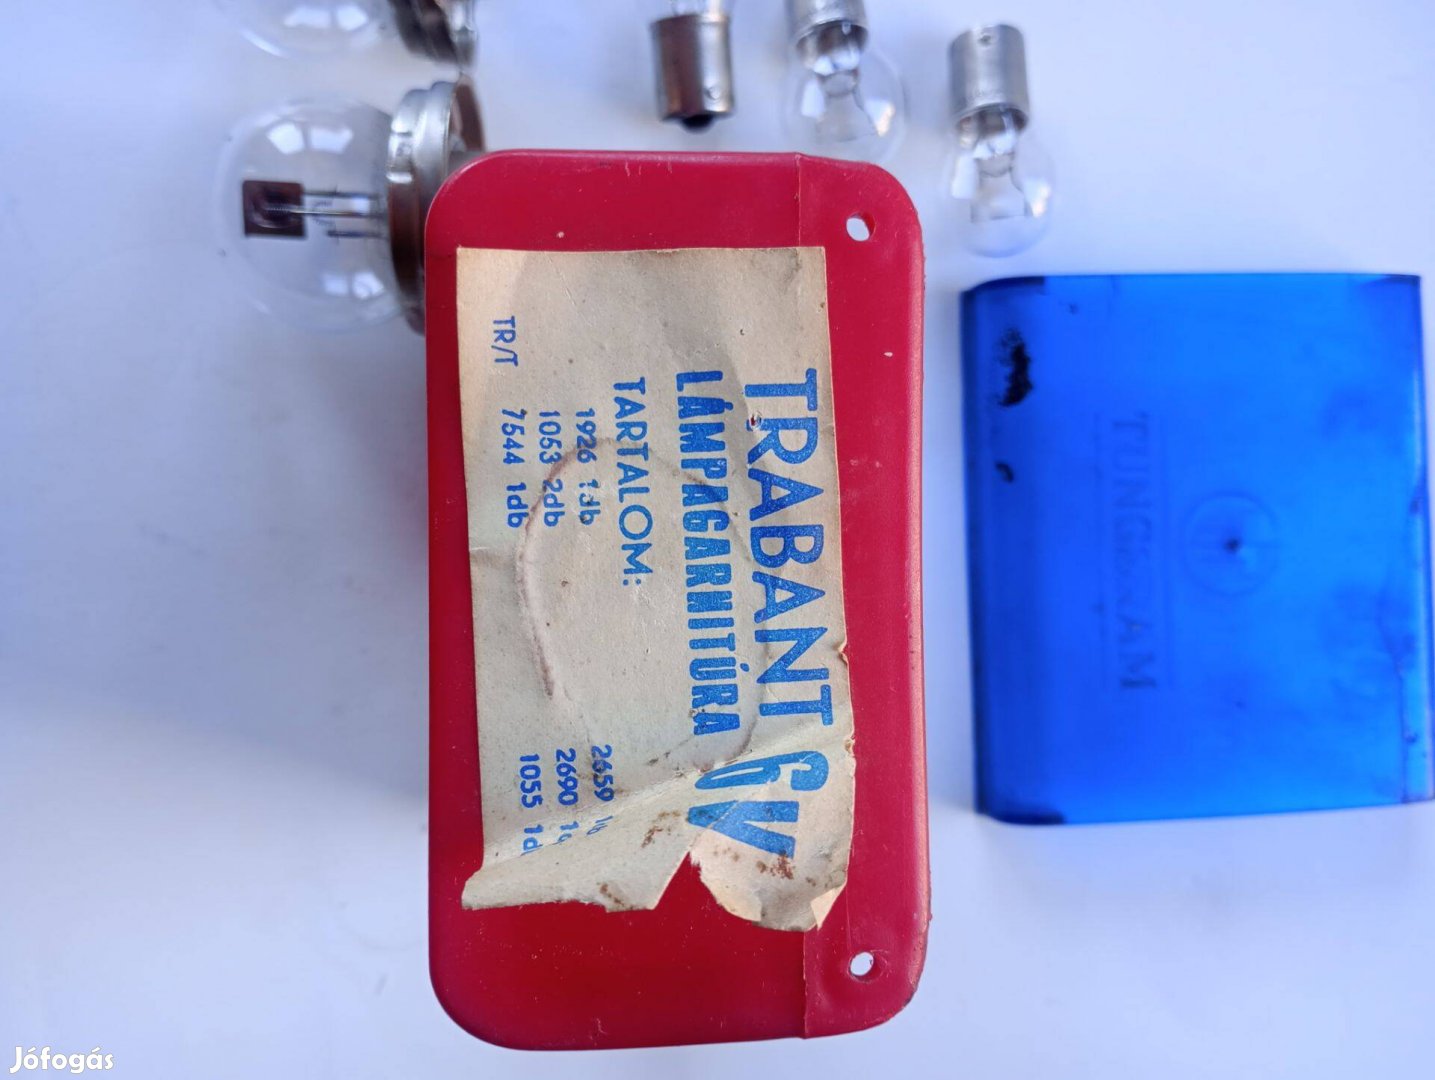 TRABANT 6V
LÁMPAGARNITÚRA
TARTALOM:
1926 1db
1053 2db
TR/T 7544 1db
2659
2690
1055
TUNGSRAM
Jófogás